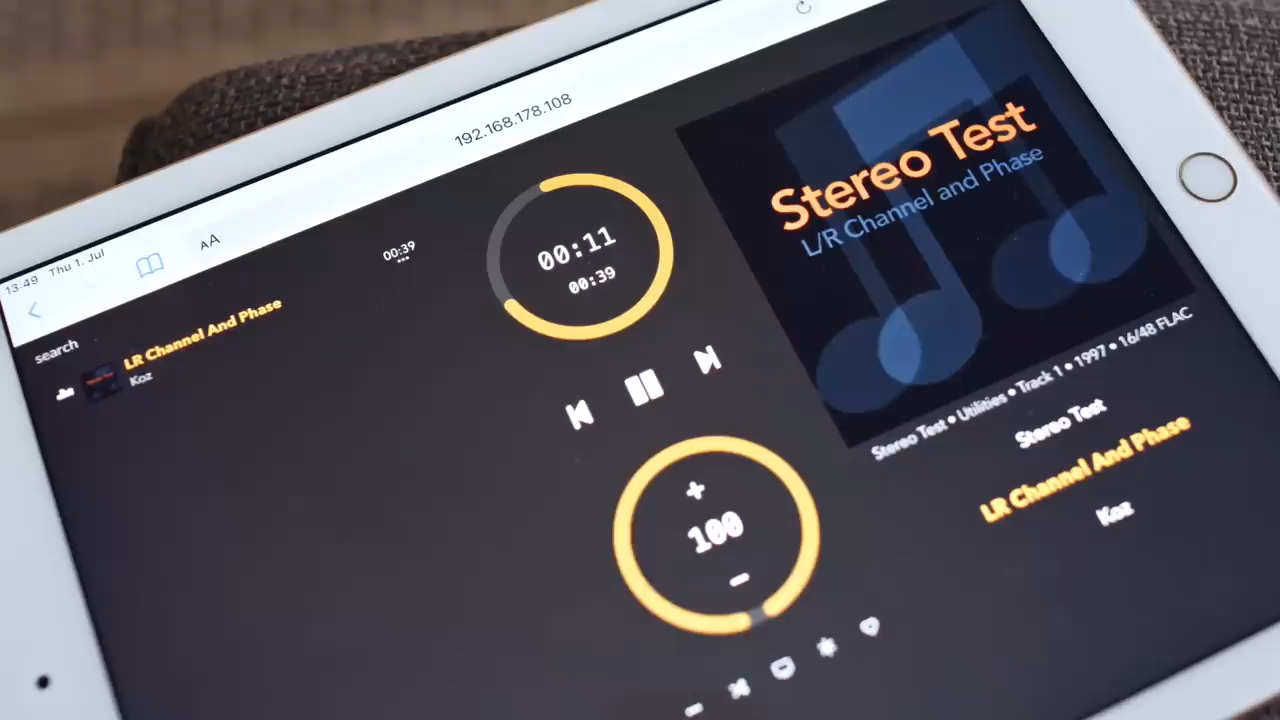 13:49 Thu 1. Jul
AA
192.168.178.108
search
LR Channel And Phase
Koz
00:39
00:11
00:39
100
Stereo Test
L/R Channel and Phase
Stereo Test • Utilities • Track 1 • 1997 • 16/48 FLAC
Stereo Test
LR Channel And Phase
Koz